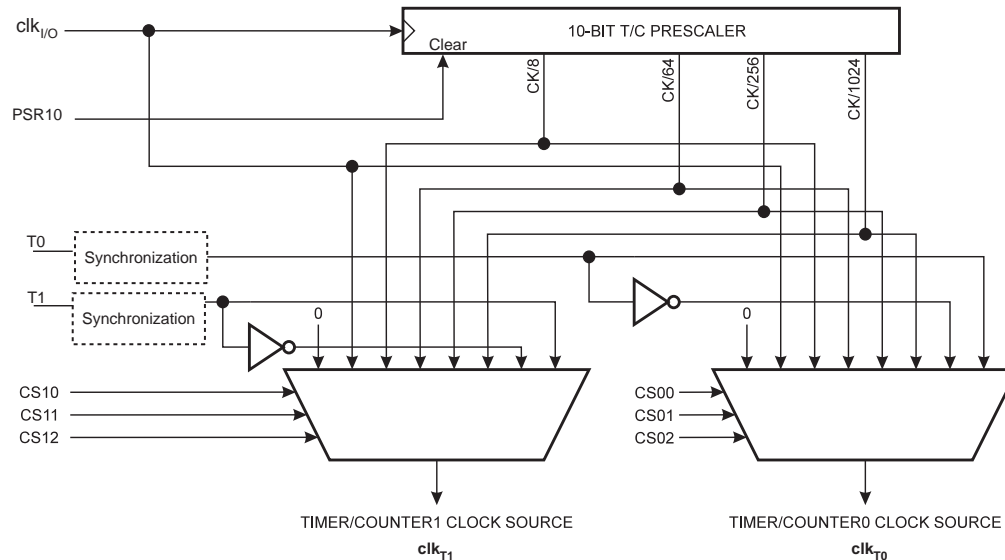 clkI/O
10-BIT T/C PRESCALER
Clear
CK/8
CK/64
CK/256
CK/1024
PSR10
T0
Synchronization
T1
Synchronization
0
0
CS10
CS11
CS12
CS00
CS01
CS02
TIMER/COUNTER1 CLOCK SOURCE
clkT1
TIMER/COUNTER0 CLOCK SOURCE
clkT0